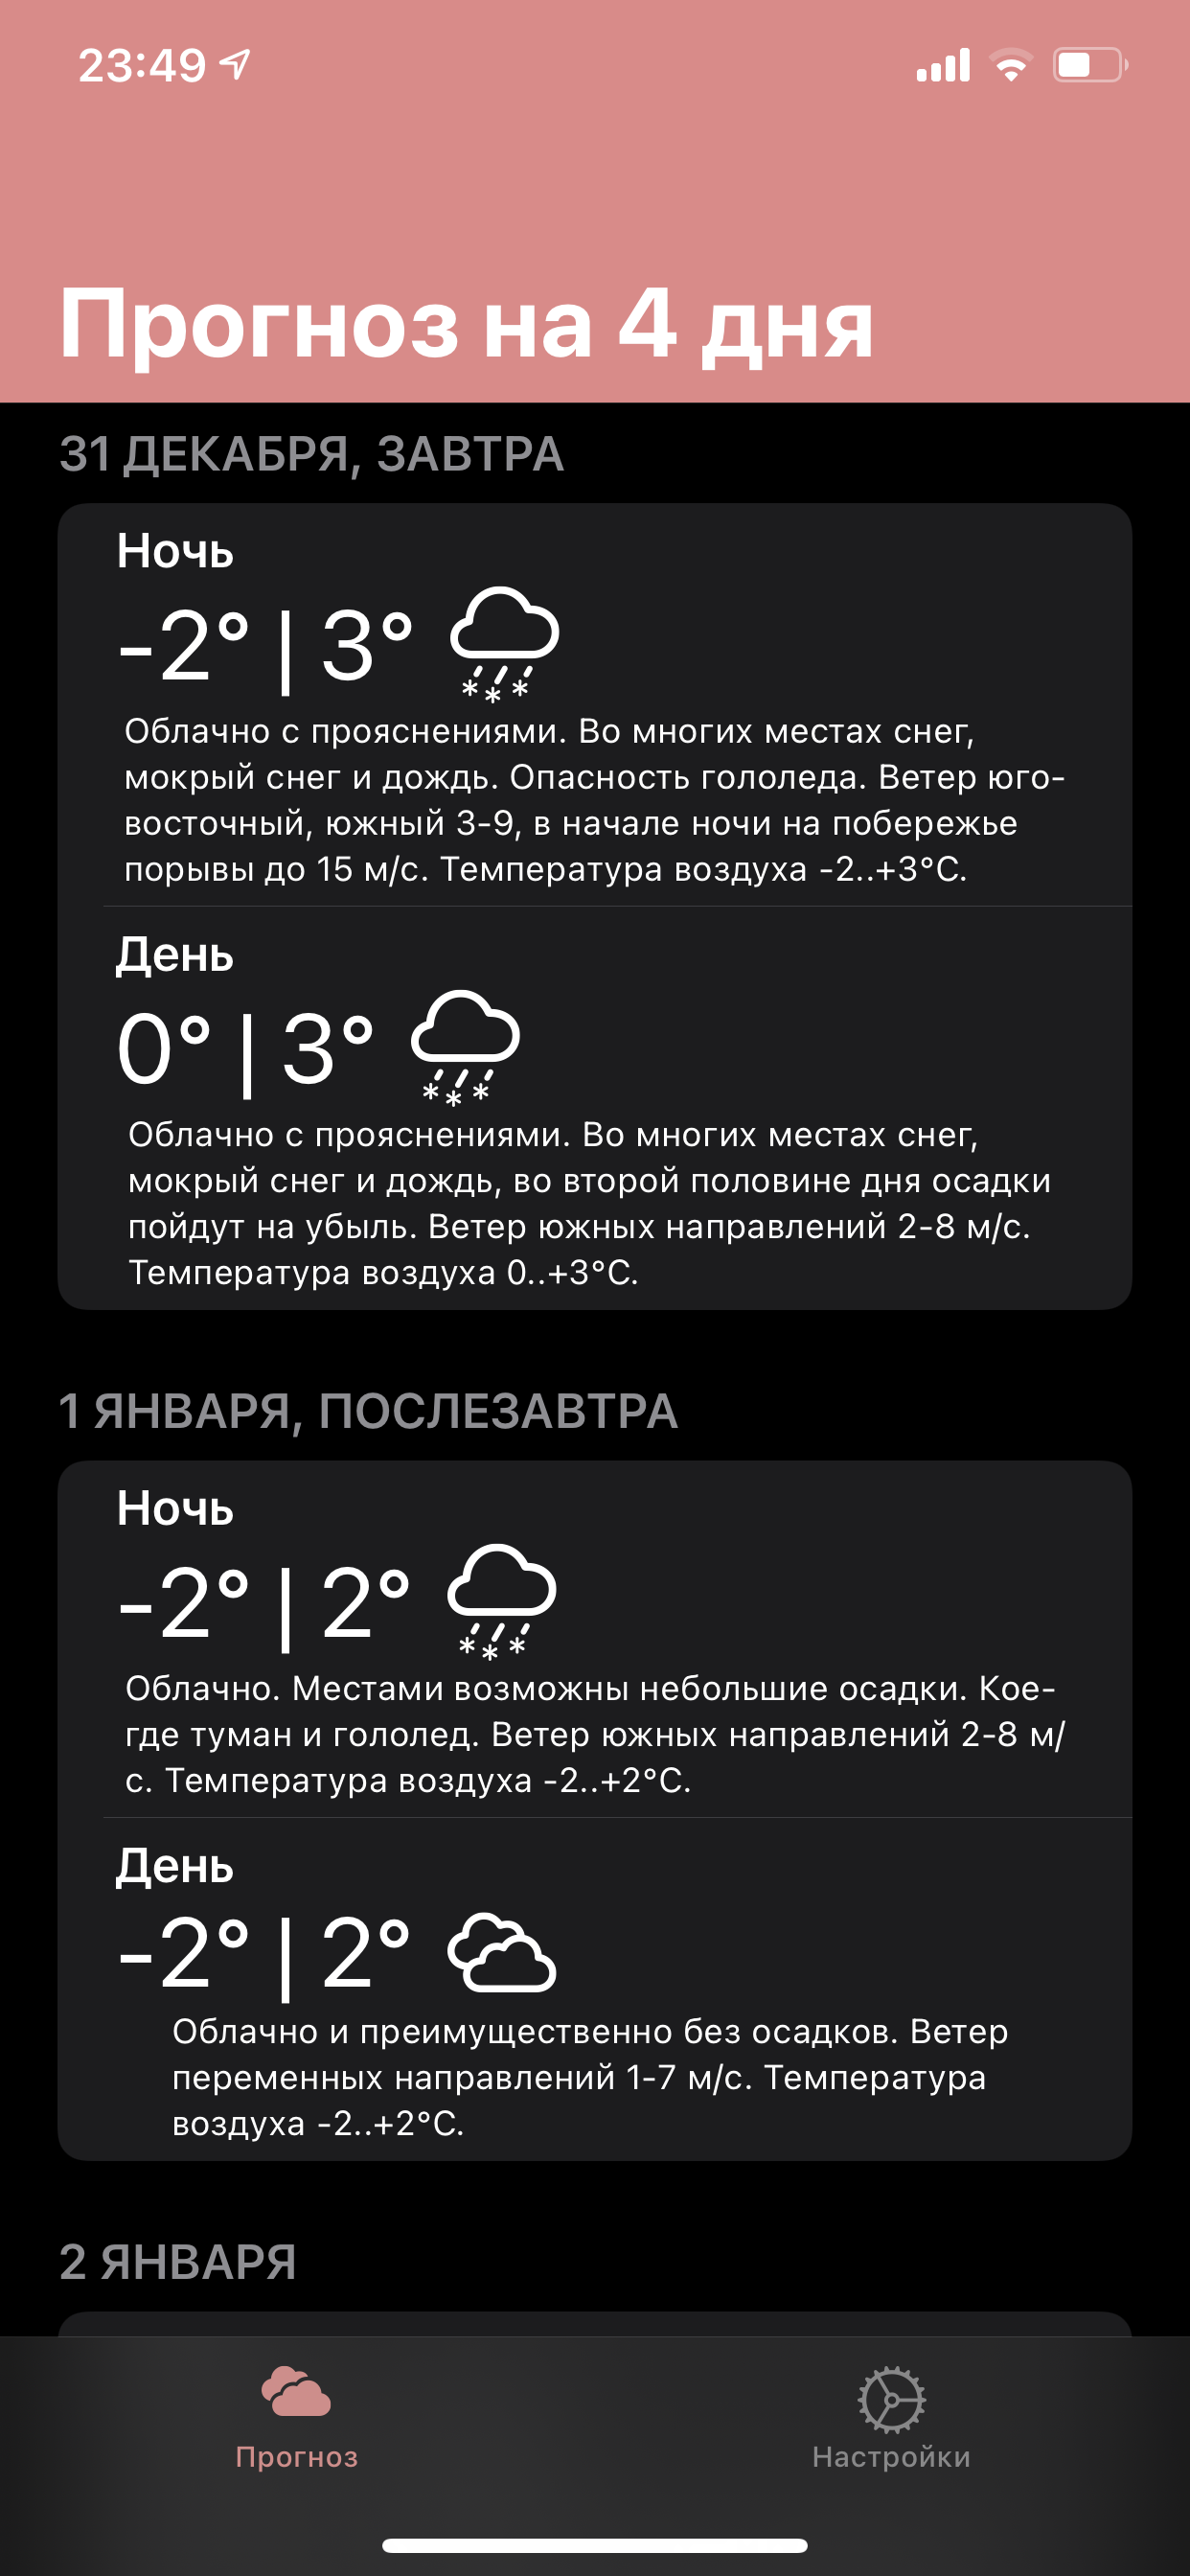 23:49
Прогноз на 4 дня
31 ДЕКАБРЯ, ЗАВТРА
Ночь
-2° | 3°
Облачно с прояснениями. Во многих местах снег,
мокрый снег и дождь. Опасность гололеда. Ветер юго-
восточный, южный 3-9, в начале ночи на побережье
порывы до 15 м/с. Температура воздуха -2..+3°C.
День
0° | 3°
Облачно с прояснениями. Во многих местах снег,
мокрый снег и дождь, во второй половине дня осадки
пойдут на убыль. Ветер южных направлений 2-8 м/с.
Температура воздуха 0..+3°C.
1 ЯНВАРЯ, ПОСЛЕЗАВТРА
Ночь
-2° | 2°
Облачно. Местами возможны небольшие осадки. Кое-
где туман и гололед. Ветер южных направлений 2-8 м/
с. Температура воздуха -2..+2°C.
День
-2° | 2°
Облачно и преимущественно без осадков. Ветер
переменных направлений 1-7 м/с. Температура
воздуха -2..+2°C.
2 ЯНВАРЯ
Прогноз
Настройки